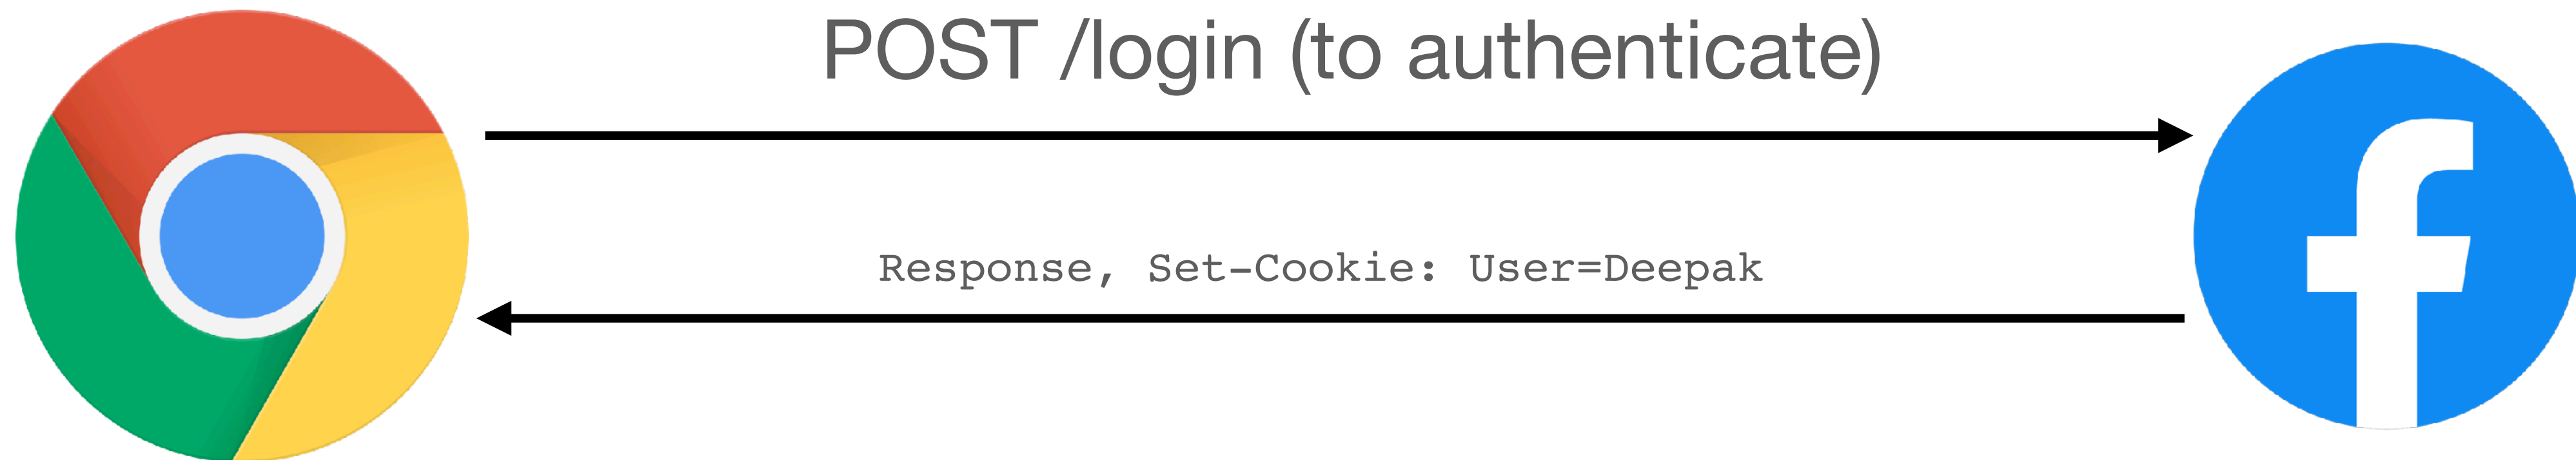 POST /login (to authenticate)
Response, Set-Cookie: User=Deepak